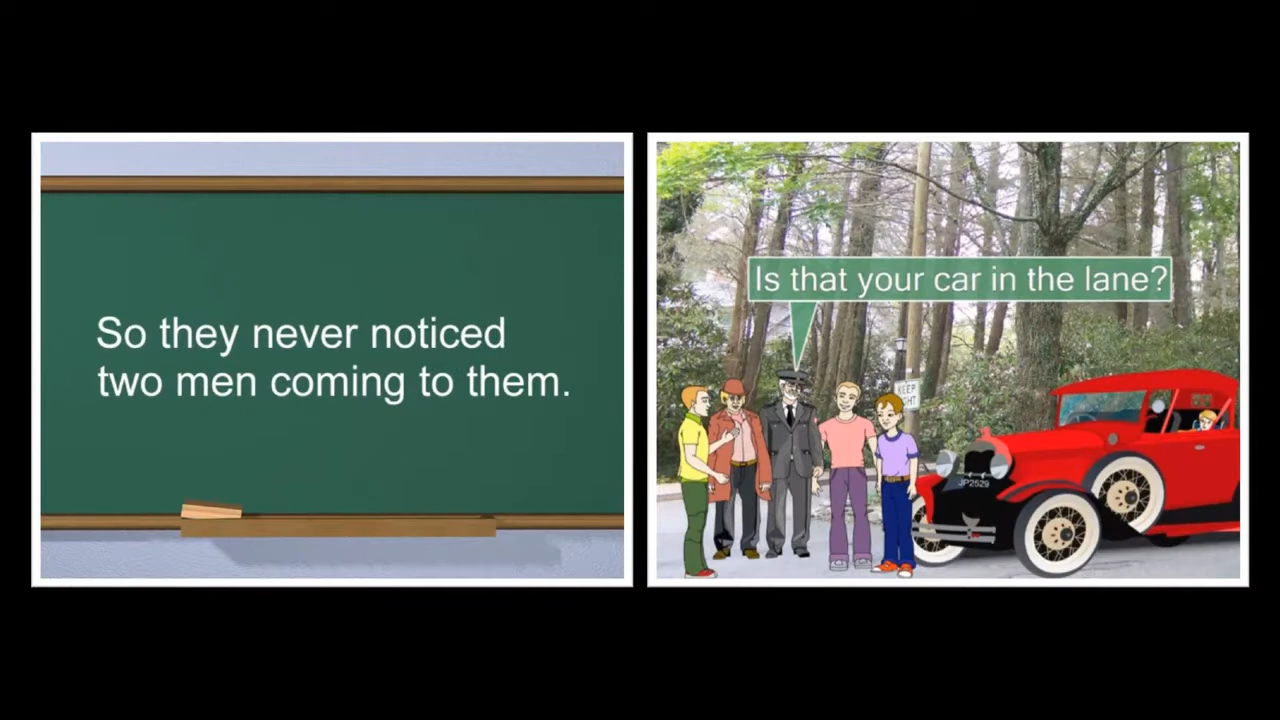 So they never noticed
two men coming to them.
Is that your car in the lane?
KEEP
JP2529